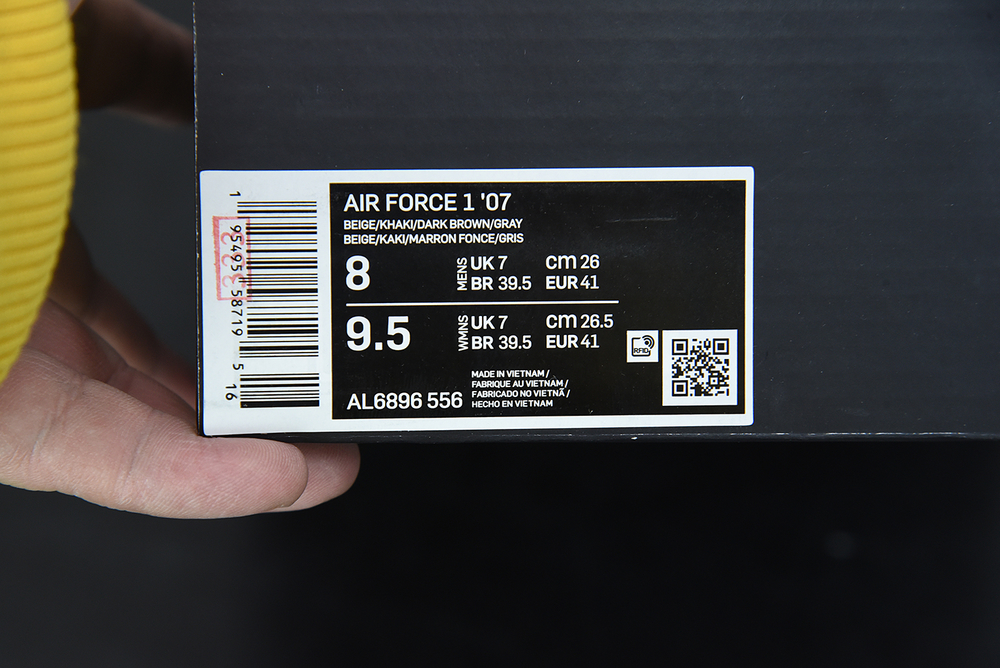 AIR FORCE 1 '07
BEIGE/KHAKI/DARK BROWN/GRAY
BEIGE/KAKI/MARRON FONCE/GRIS
8
MENS
UK 7 cm 26
BR 39.5 EUR 41
9.5
WMNS
UK 7 cm 26.5
BR 39.5 EUR 41
RFID
MADE IN VIETNAM /
FABRIQUE AU VIETNAM /
FABRICADO NO VIETNÃ /
HECHO EN VIETNAM
AL6896 556
1 95495 58719 5 16